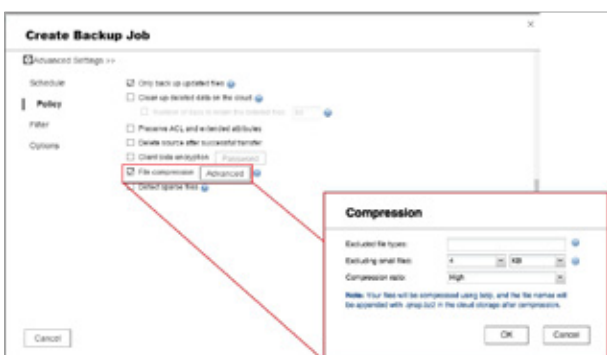 Create Backup Job
Advanced Settings >>
Schedule
Policy
Filter
Options
Only back up updated files
Clean up deleted data on the cloud
Preserve ACL and extended attributes
Delete source after successful transfer
Client-side encryption Password
File compression Advanced
Detect sparse files
Cancel
Compression
Excluded file types:
Excluding small files: 4 KB
Compression ratio: High
Note: Your files will be compressed using bzip, and the file names will
be appended with .qnap.bz2 in the cloud storage after compression.
OK Cancel